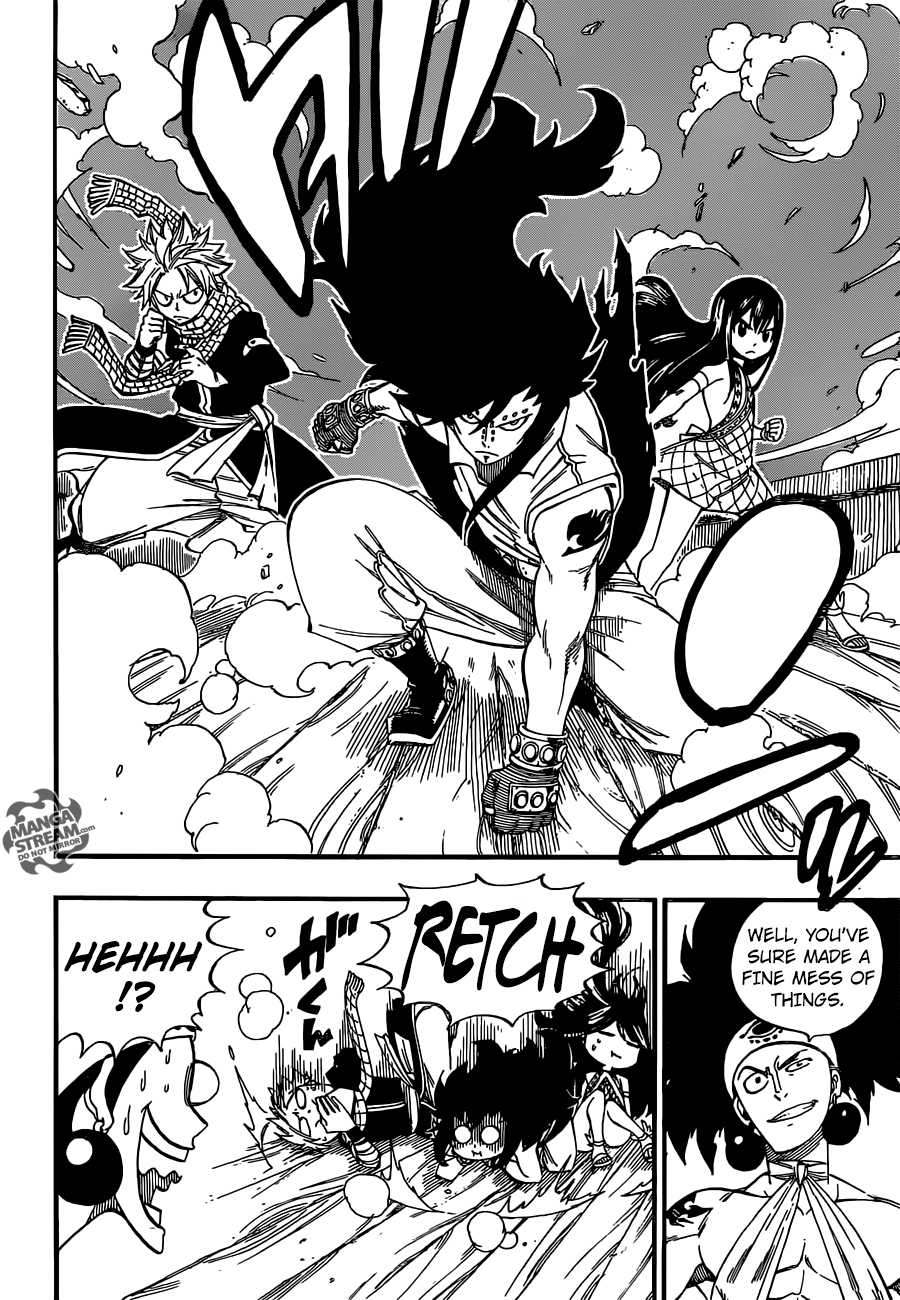 WELL, YOU'VE
SURE MADE A
FINE MESS OF
THINGS.
RETCH
ガ
くん
HEHHH
!?
MANGA
STREAM.com
DO NOT MIRROR